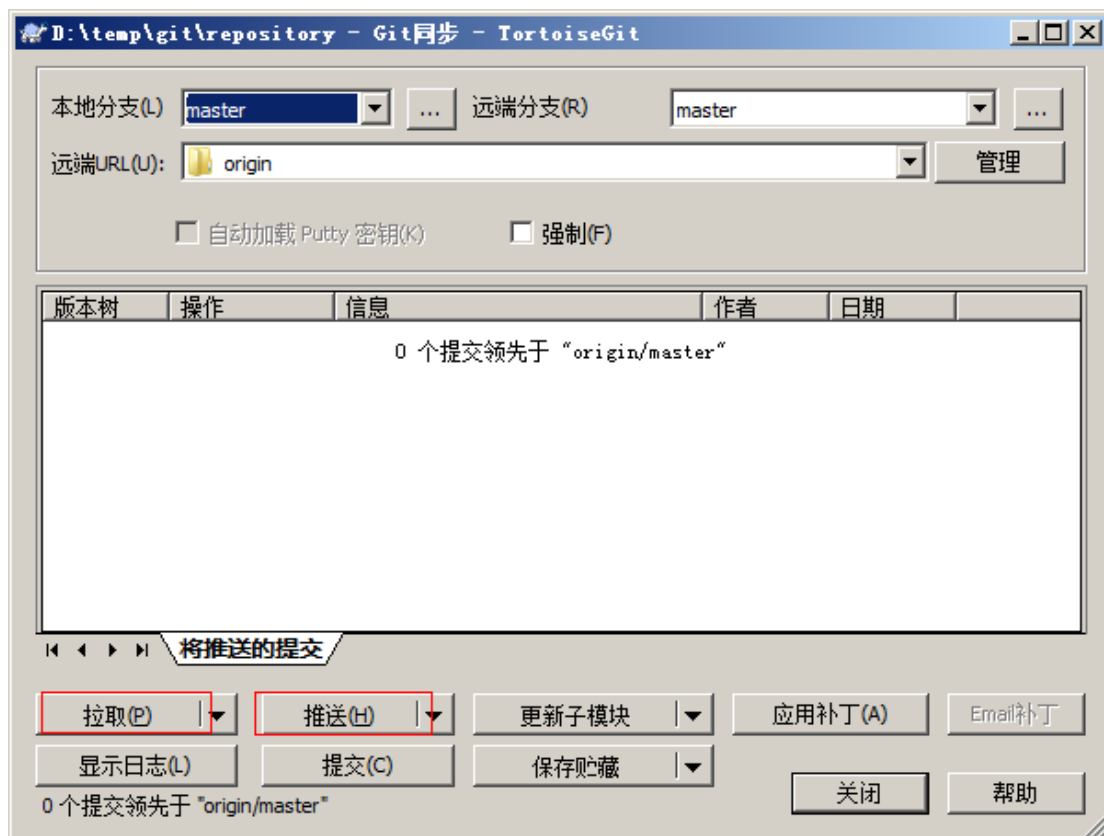 D:\temp\git\repository - Git同步 - TortoiseGit
本地分支(L) master ... 远端分支(R) master ...
远端URL(U): origin 管理
自动加载 Putty 密钥(K) 强制(F)
版本树 操作 信息 作者 日期
0 个提交领先于 "origin/master"
将推送的提交
拉取(P) 推送(H) 更新子模块 应用补丁(A) Email补丁
显示日志(L) 提交(C) 保存贮藏
关闭 帮助
0 个提交领先于 "origin/master"